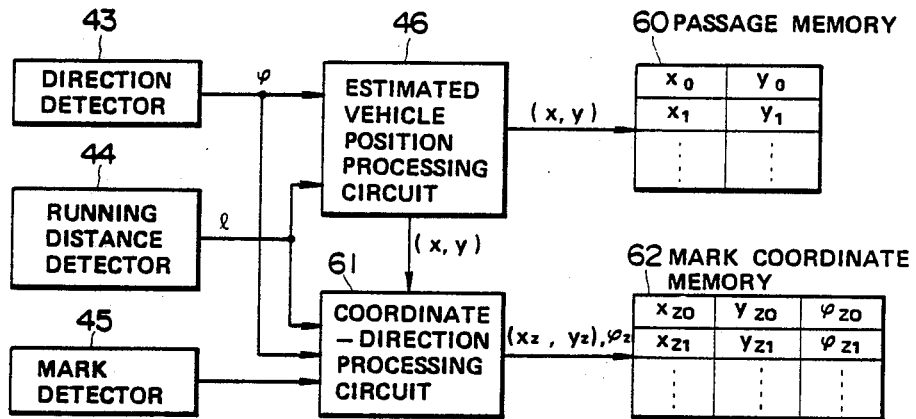 43
DIRECTION
DETECTOR
φ
44
RUNNING
DISTANCE
DETECTOR
ℓ
45
MARK
DETECTOR
46
ESTIMATED
VEHICLE
POSITION
PROCESSING
CIRCUIT
(x, y)
(x, y)
61
COORDINATE
–DIRECTION
PROCESSING
CIRCUIT
(xz, yz),φz
60 PASSAGE MEMORY
x0 y0
x1 y1
62 MARK COORDINATE
MEMORY
xz0 yz0 φz0
xz1 yz1 φz1